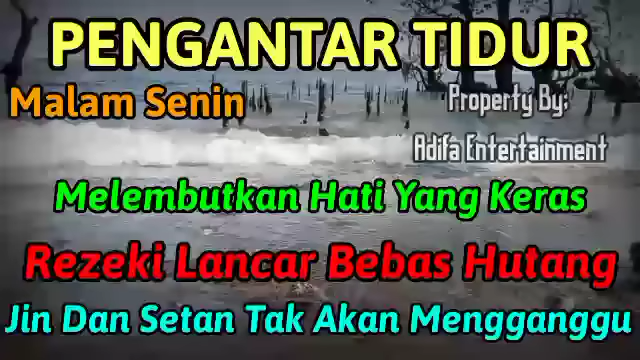 PENGANTAR TIDUR
Malam Senin
Property By;
Adifa Entertainment
Melembutkan Hati Yang Keras
Rezeki Lancar Bebas Hutang
Jin Dan Setan Tak Akan Mengganggu